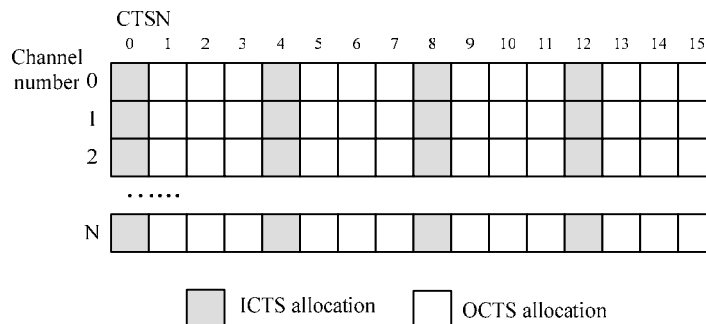 CTSN
0 1 2 3 4 5 6 7 8 9 10 11 12 13 14 15
Channel
number 0
1
2
......
N
ICTS allocation
OCTS allocation